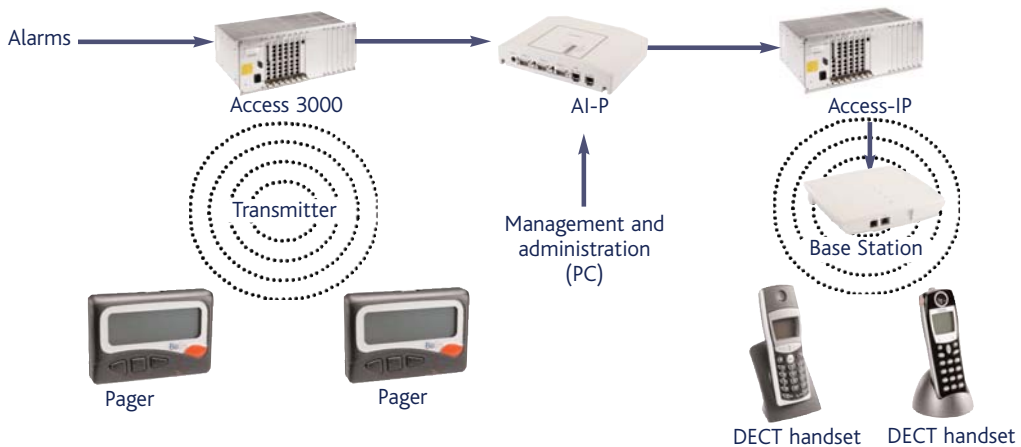 Alarms
Access 3000
AI-P
Access-IP
Transmitter
Management and
administration
(PC)
Base Station
Pager
Pager
DECT handset
DECT handset